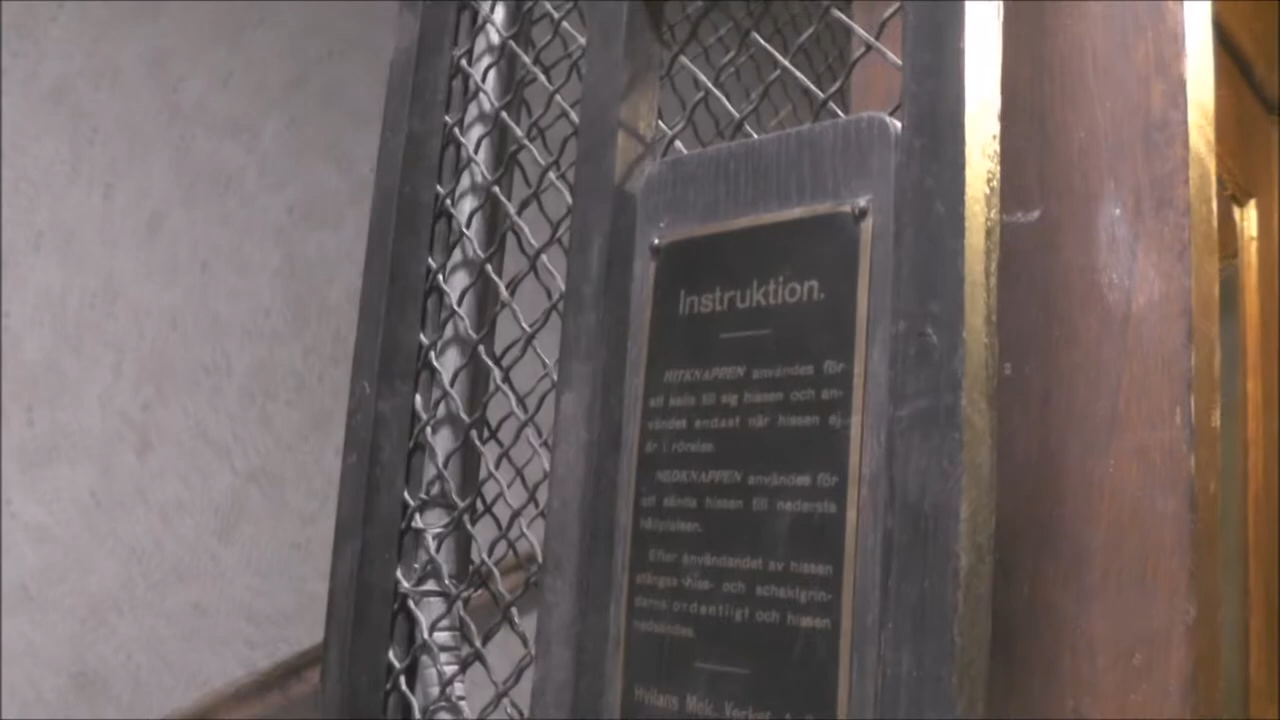 Instruktion.
HITKNAPPEN användes för
att kalla till sig hissen och an-
vändet endast når hissen ej
är i rörelse.
NEDKNAPPEN användes för
att sända hissen till nedersta
hållplatsen.
Efter användandet av hissen
stänges hiss- och schaktgrin-
darna ordentligt och hissen
nedsändes.
Hvilans Mek. Verkst.